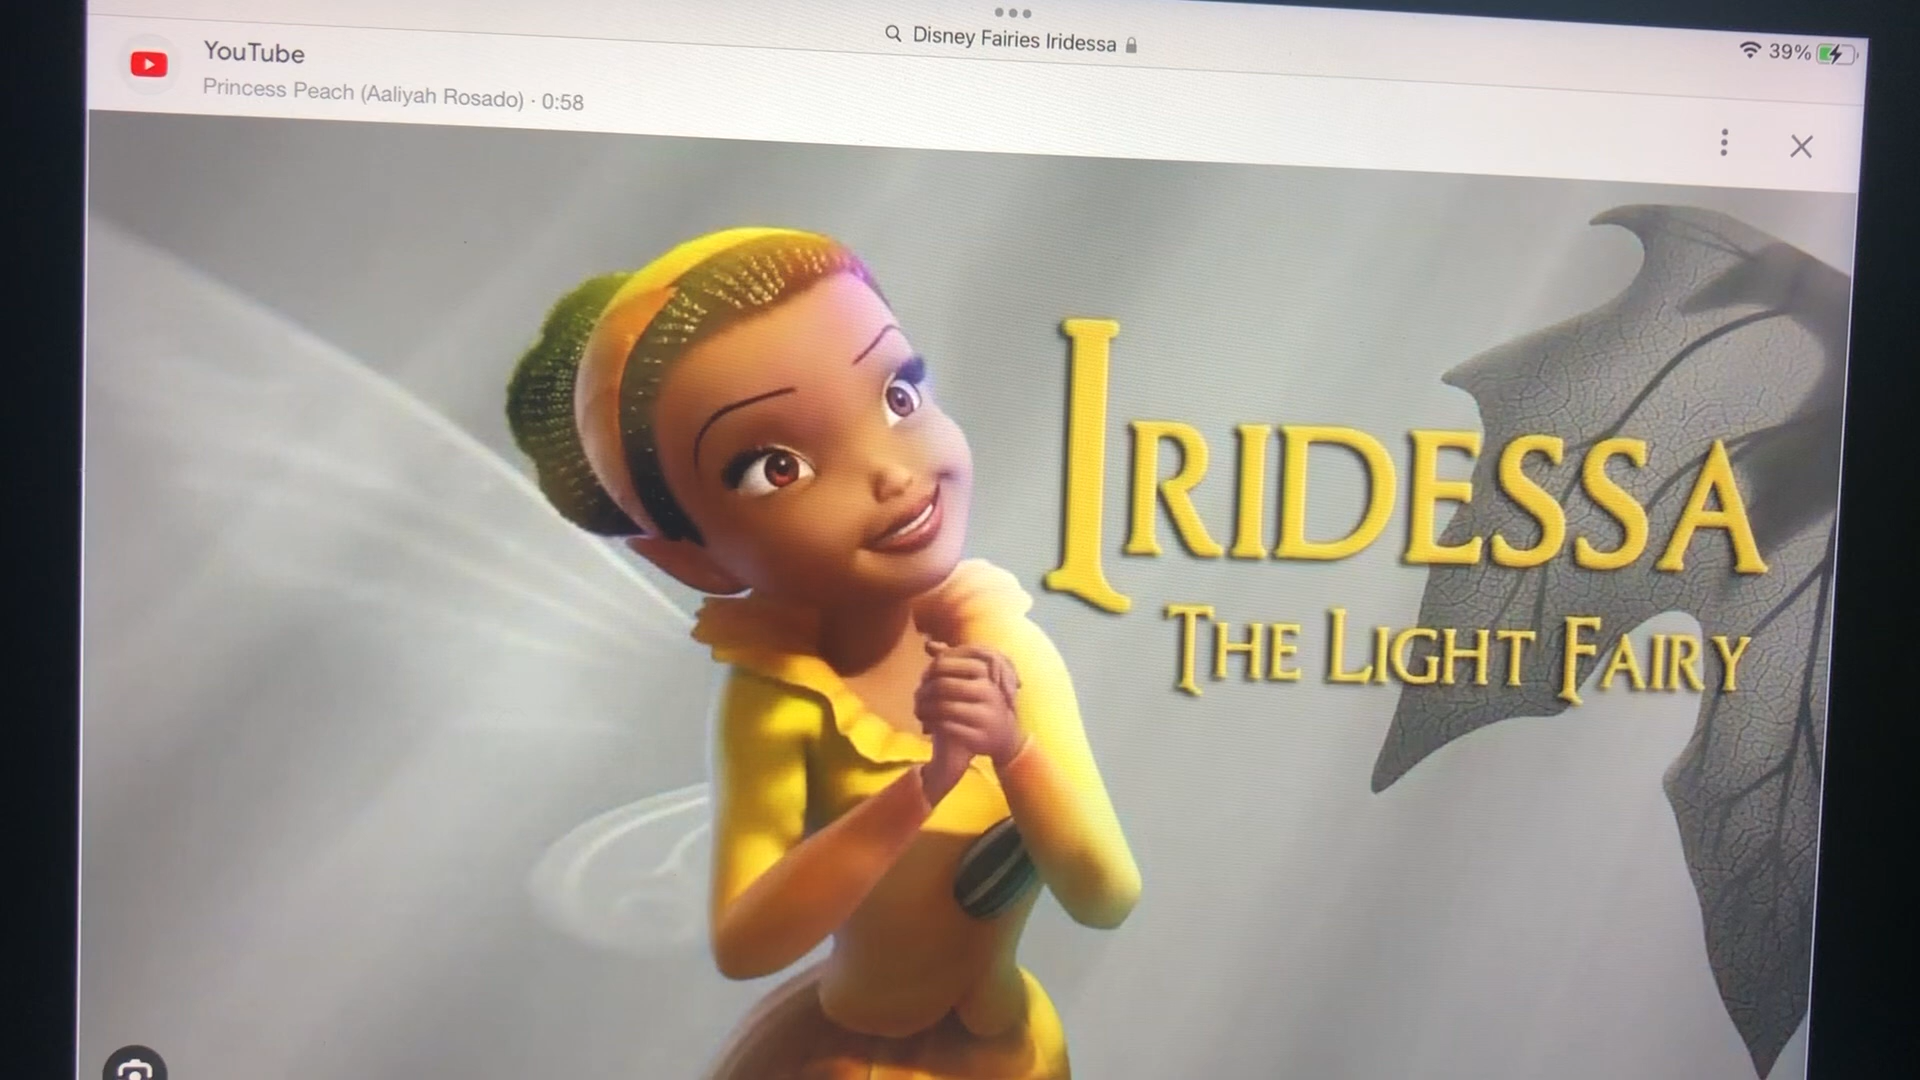 Disney Fairies Iridessa
39%
YouTube
Princess Peach (Aaliyah Rosado) · 0:58
IRIDESSA
THE LIGHT FAIRY